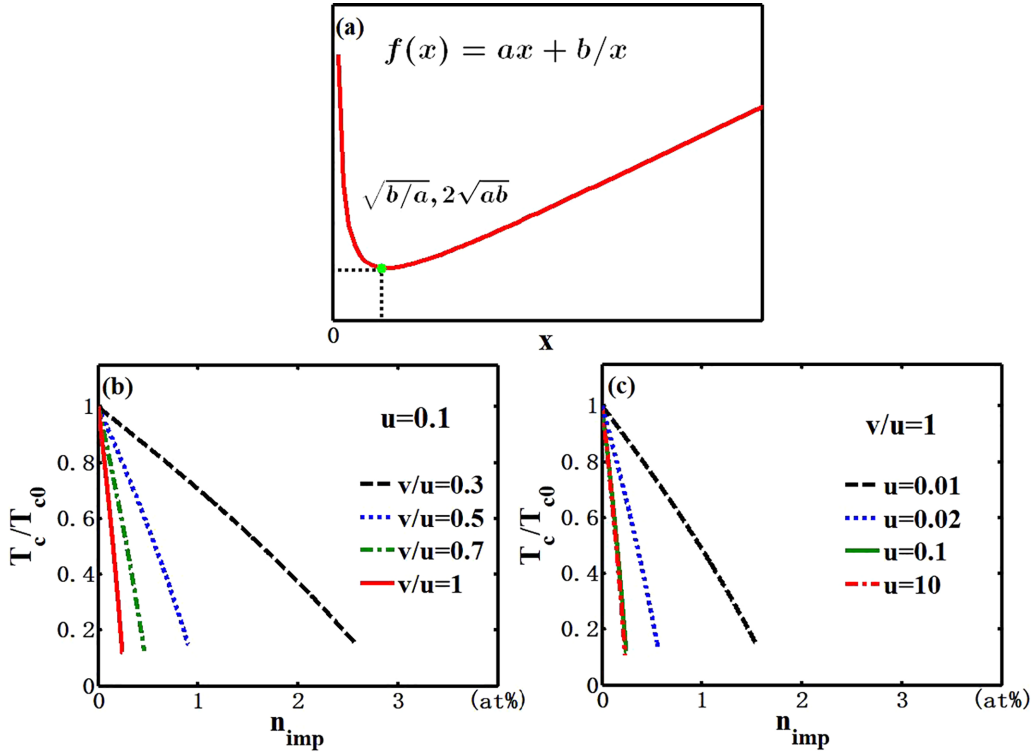 (a)
f(x) = ax + b/x
√b/a, 2√ab
0
x
(b)
u=0.1
1
0.8
0.6
0.4
0.2
0
T_c/T_c0
v/u=0.3
v/u=0.5
v/u=0.7
v/u=1
0 1 2 3 (at%)
n_imp
(c)
v/u=1
1
0.8
0.6
0.4
0.2
0
T_c/T_c0
u=0.01
u=0.02
u=0.1
u=10
0 1 2 3 (at%)
n_imp